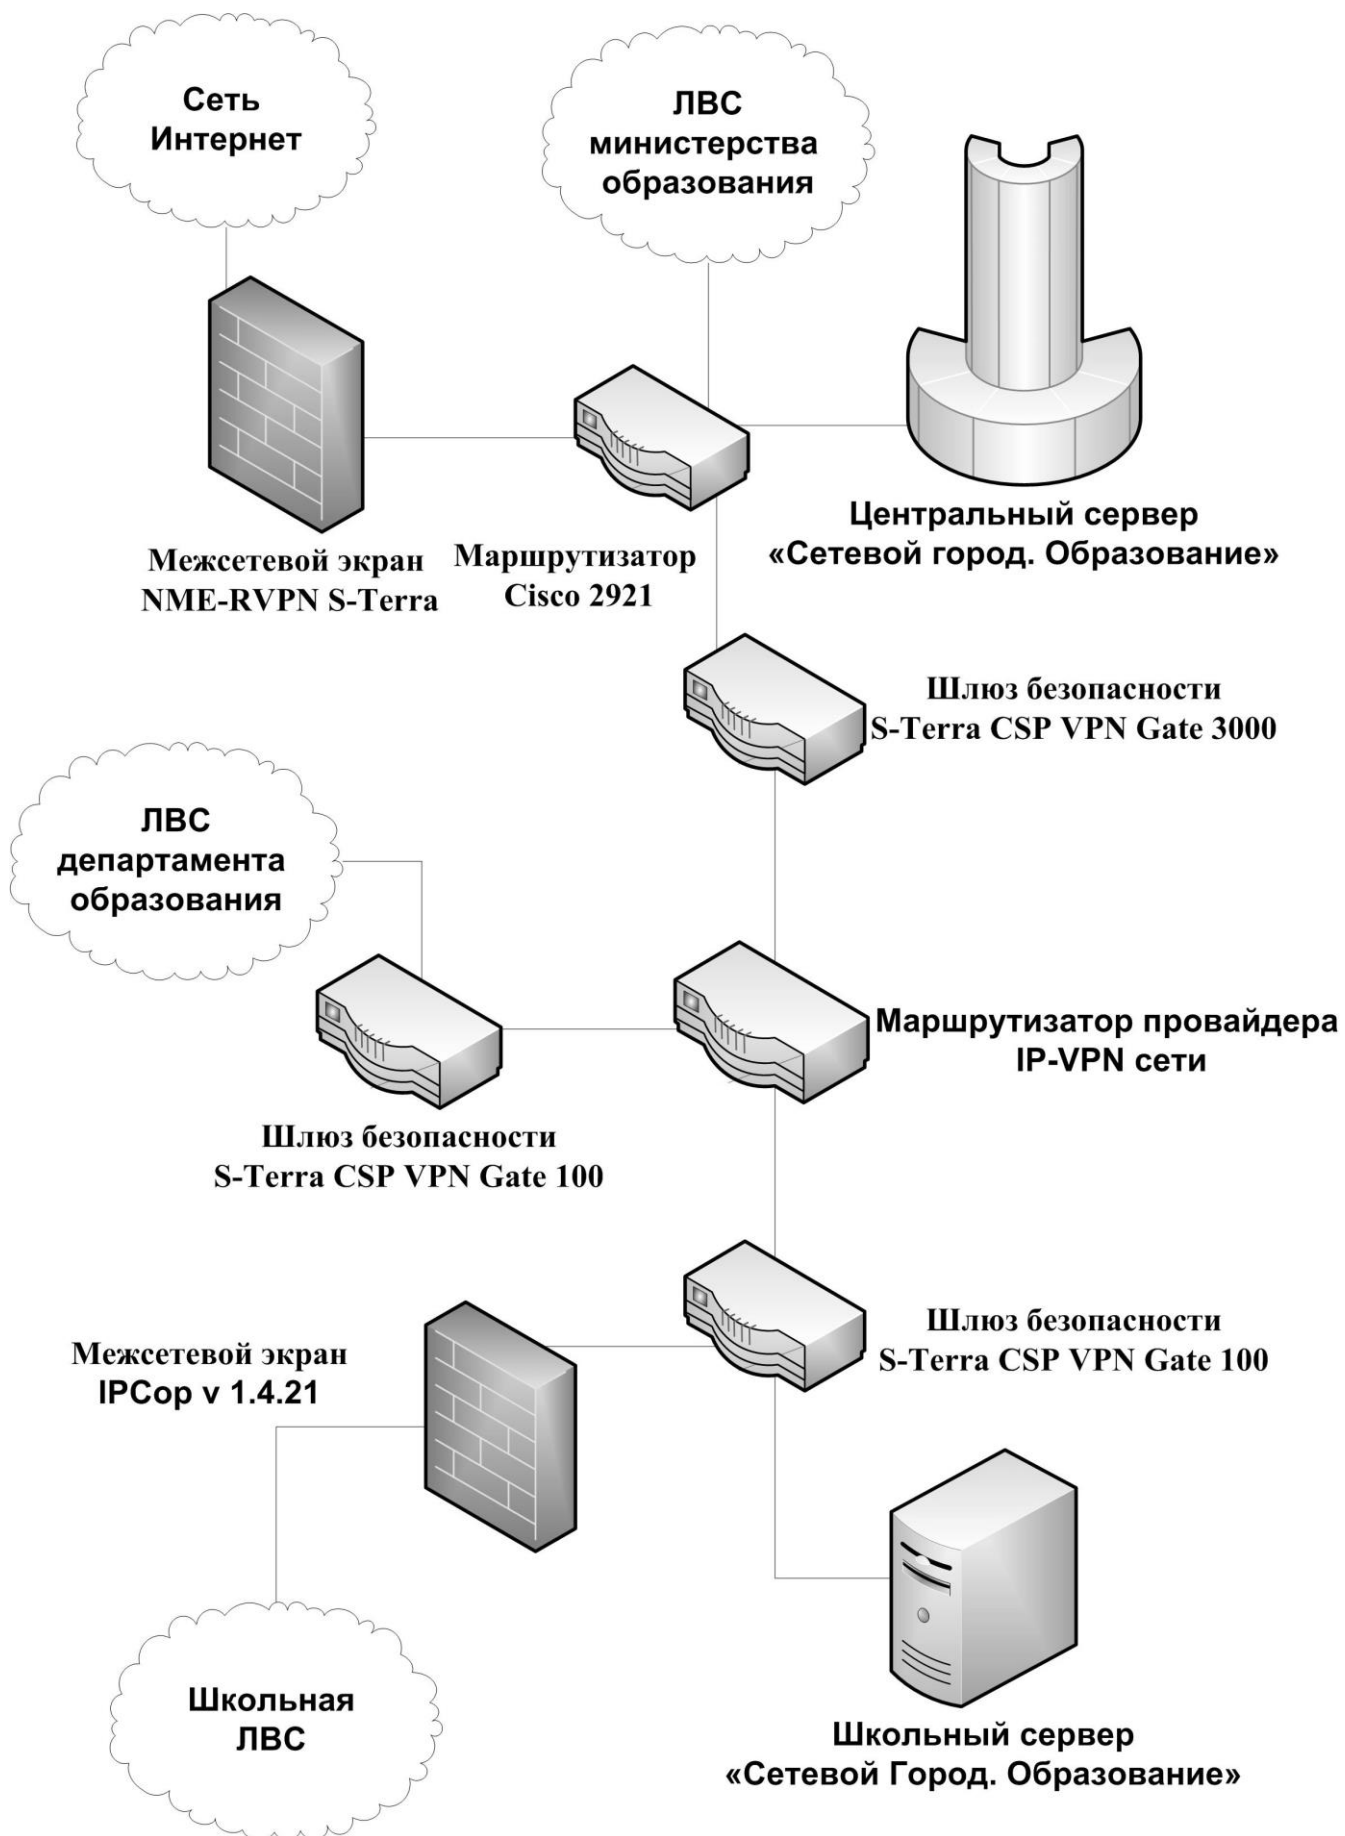 Сеть
Интернет
ЛВС
министерства
образования
Центральный сервер
«Сетевой город. Образование»
Межсетевой экран
NME-RVPN S-Terra
Маршрутизатор
Cisco 2921
Шлюз безопасности
S-Terra CSP VPN Gate 3000
ЛВС
департамента
образования
Маршрутизатор провайдера
IP-VPN сети
Шлюз безопасности
S-Terra CSP VPN Gate 100
Межсетевой экран
IPCop v 1.4.21
Шлюз безопасности
S-Terra CSP VPN Gate 100
Школьная
ЛВС
Школьный сервер
«Сетевой Город. Образование»